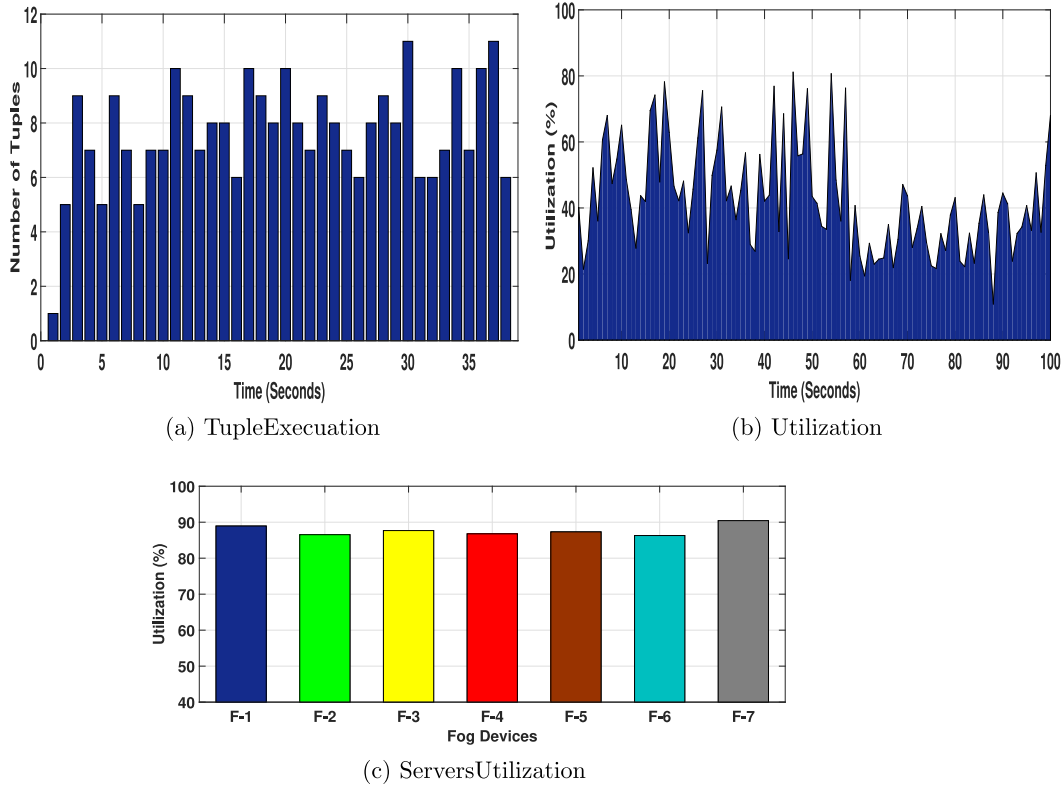 12
10
8
6
4
2
0
Number of Tuples
0 5 10 15 20 25 30 35
Time (Seconds)
(a) TupleExecuation
100
80
60
40
20
0
Utilization (%)
10 20 30 40 50 60 70 80 90 100
Time (Seconds)
(b) Utilization
100
90
80
70
60
50
40
Utilization (%)
F-1 F-2 F-3 F-4 F-5 F-6 F-7
Fog Devices
(c) ServersUtilization